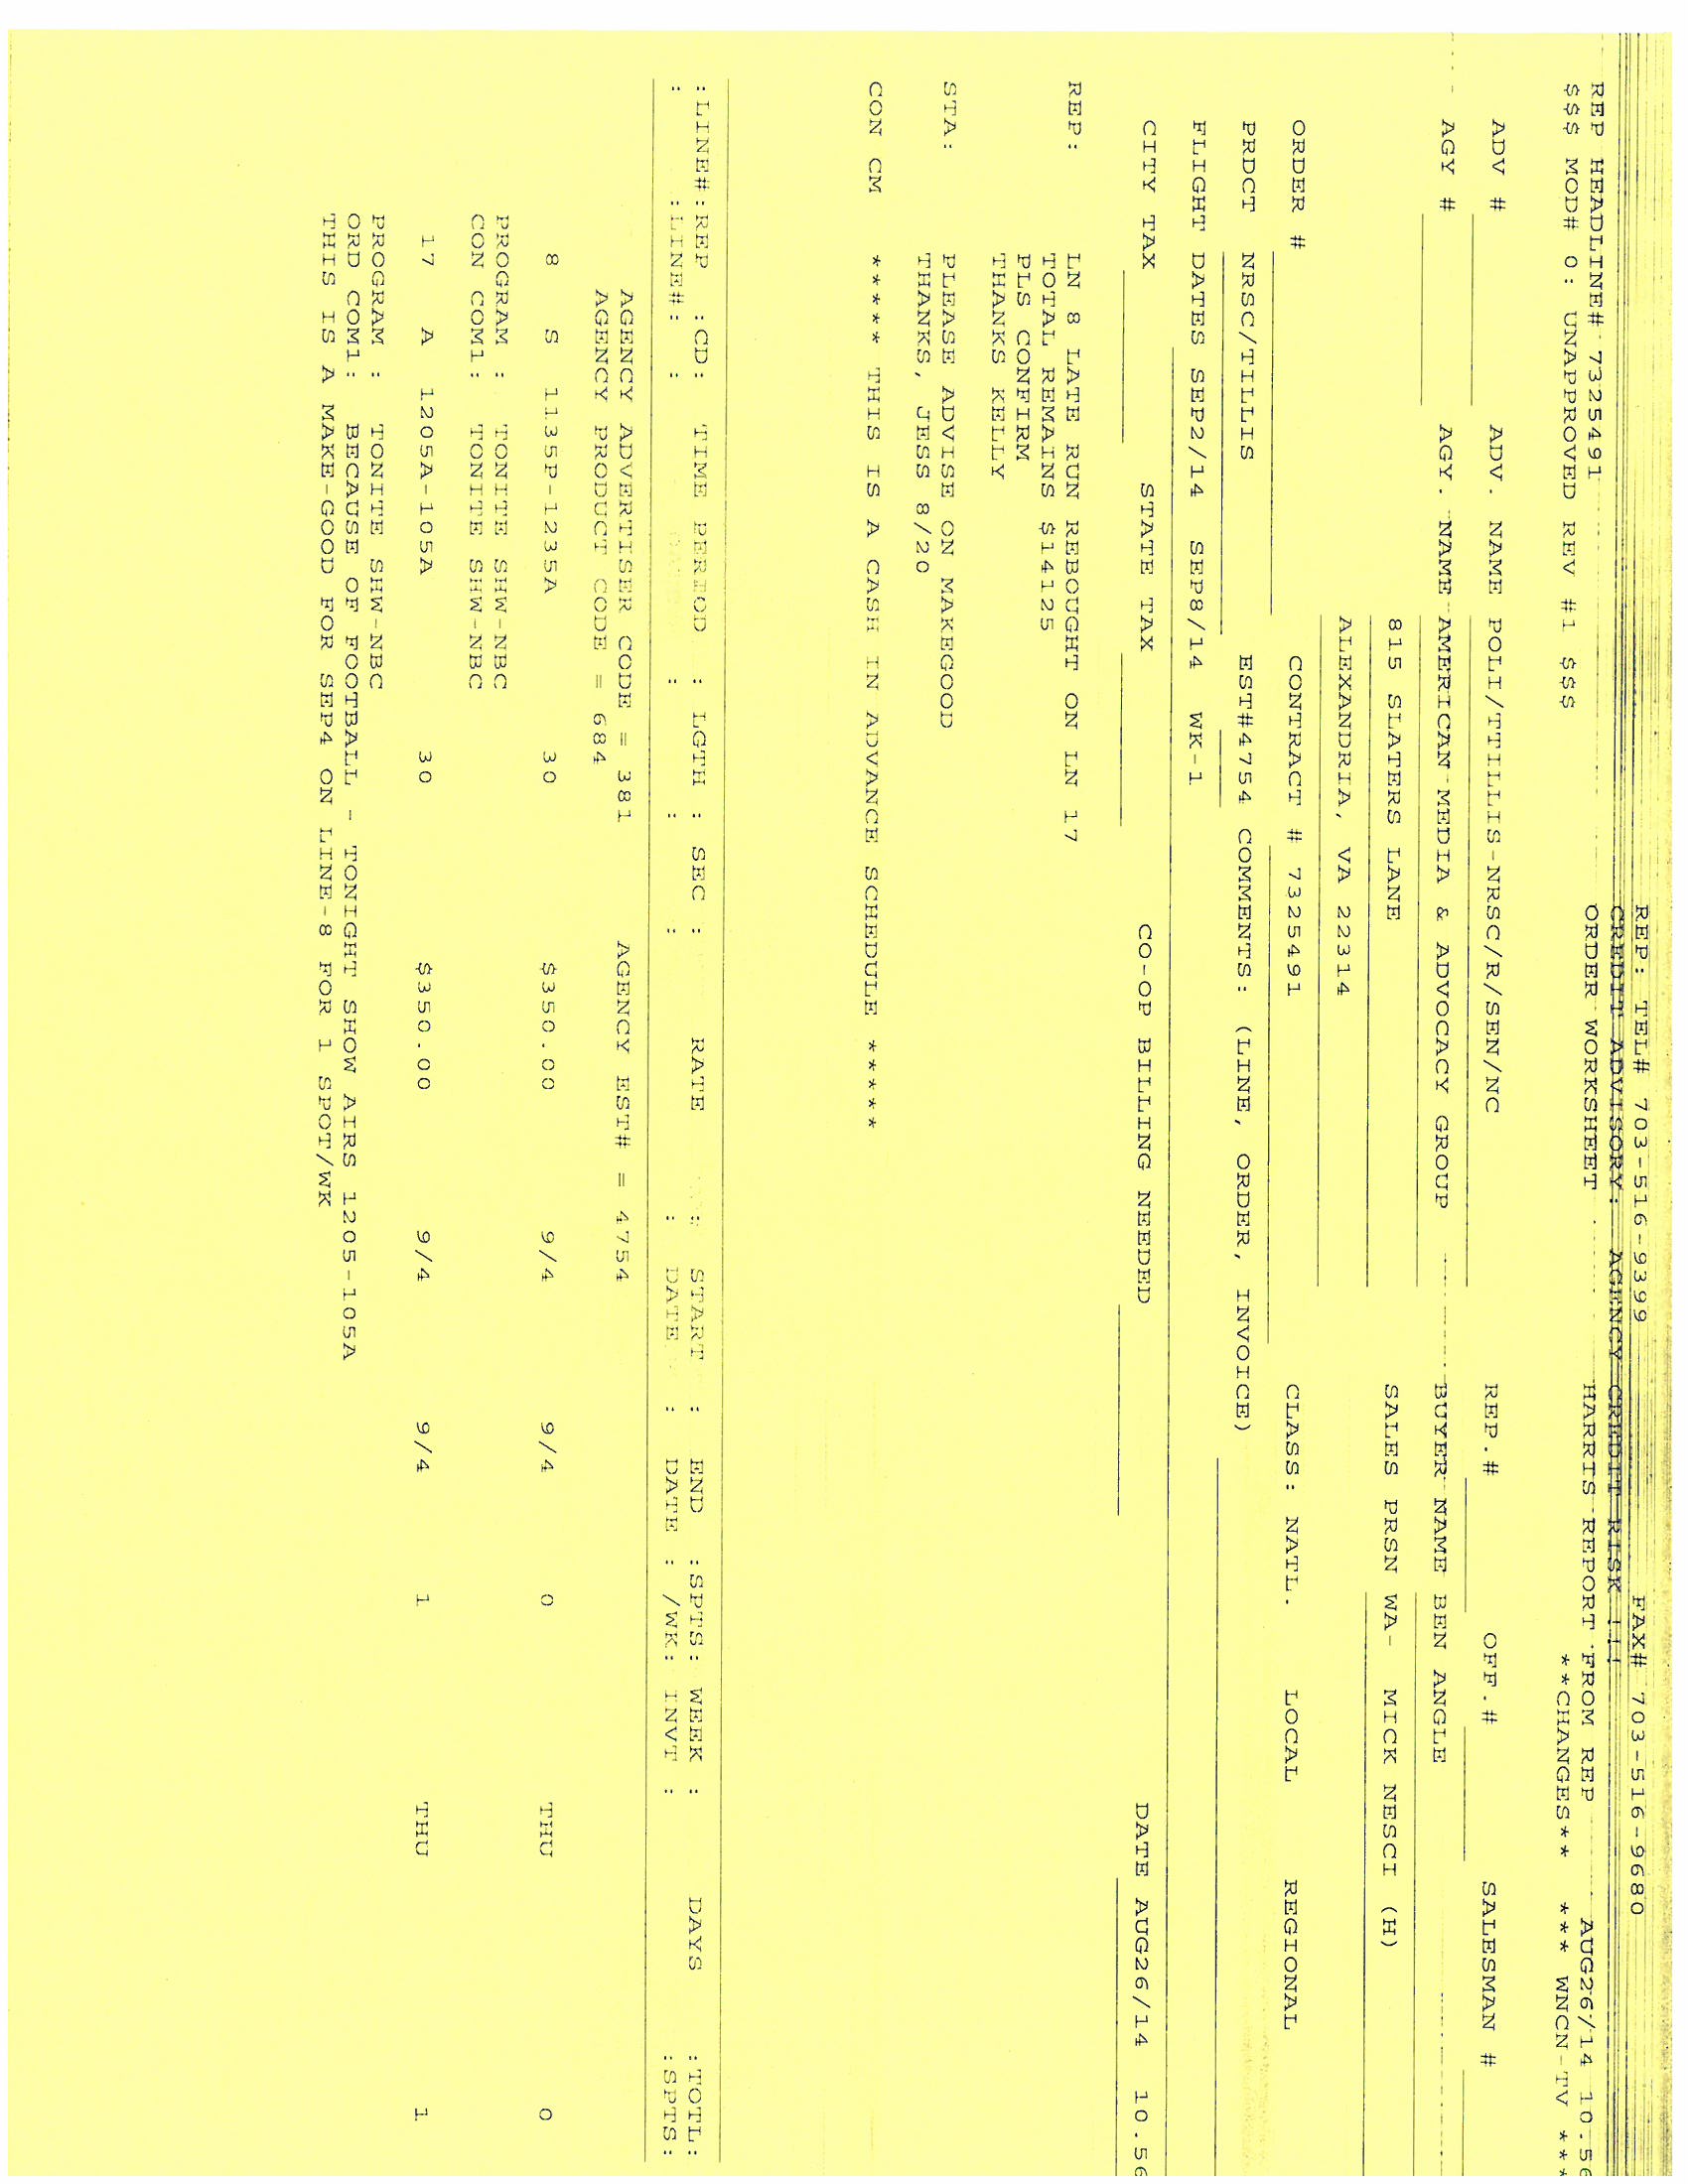 REP: TEL# 703-516-9399 FAX# 703-516-9680
CREDIT ADVISORY: AGENCY CREDIT RISK !!!
REP HEADLINE# 7325491 ORDER WORKSHEET HARRIS REPORT FROM REP AUG26/14 10.56
$$$ MOD# 0: UNAPPROVED REV #1 $$$ **CHANGES** *** WNCN-TV ***
ADV # ADV. NAME POLI/TTILLIS-NRSC/R/SEN/NC REP.# OFF.# SALESMAN #
AGY # AGY. NAME AMERICAN MEDIA & ADVOCACY GROUP BUYER NAME BEN ANGLE
815 SLATERS LANE SALES PRSN WA- MICK NESCI (H)
ALEXANDRIA, VA 22314
ORDER # CONTRACT # 7325491 CLASS: NATL. LOCAL REGIONAL
PRDCT NRSC/TILLIS EST#4754 COMMENTS: (LINE, ORDER, INVOICE)
FLIGHT DATES SEP2/14 SEP8/14 WK-1
CITY TAX STATE TAX CO-OP BILLING NEEDED DATE AUG26/14 10.56
REP: LN 8 LATE RUN REBOUGHT ON LN 17
TOTAL REMAINS $14125
PLS CONFIRM
THANKS KELLY
STA: PLEASE ADVISE ON MAKEGOOD
THANKS, JESS 8/20
CON CM ***** THIS IS A CASH IN ADVANCE SCHEDULE *****
:LINE#:REP :CD: TIME PERIOD : LGTH : SEC : RATE : START : END :SPTS: WEEK : DAYS :TOTL:
: :LINE#: : : : : : DATE : DATE : /WK: INVT : :SPTS:
AGENCY ADVERTISER CODE = 381 AGENCY EST# = 4754
AGENCY PRODUCT CODE = 684
8 S 1135P-1235A 30 $350.00 9/4 9/4 0 THU 0
PROGRAM : TONITE SHW-NBC
CON COM1: TONITE SHW-NBC
17 A 1205A-105A 30 $350.00 9/4 9/4 1 THU 1
PROGRAM : TONITE SHW-NBC
ORD COM1: BECAUSE OF FOOTBALL - TONIGHT SHOW AIRS 1205-105A
THIS IS A MAKE-GOOD FOR SEP4 ON LINE-8 FOR 1 SPOT/WK